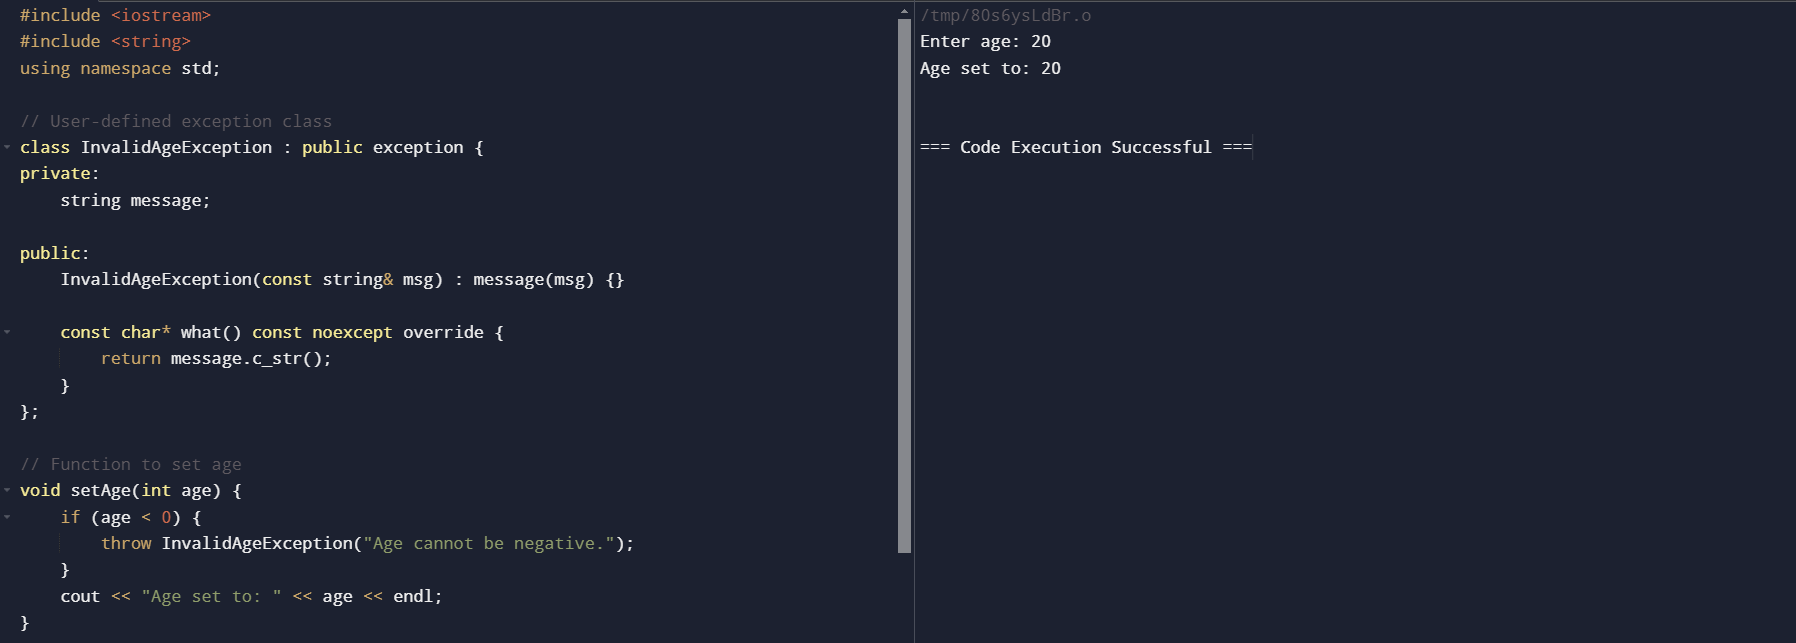 #include <iostream>
#include <string>
using namespace std;

// User-defined exception class
class InvalidAgeException : public exception {
private:
    string message;

public:
    InvalidAgeException(const string& msg) : message(msg) {}

    const char* what() const noexcept override {
        return message.c_str();
    }
};

// Function to set age
void setAge(int age) {
    if (age < 0) {
        throw InvalidAgeException("Age cannot be negative.");
    }
    cout << "Age set to: " << age << endl;
}
/tmp/80s6ysLdBr.o
Enter age: 20
Age set to: 20

=== Code Execution Successful ===